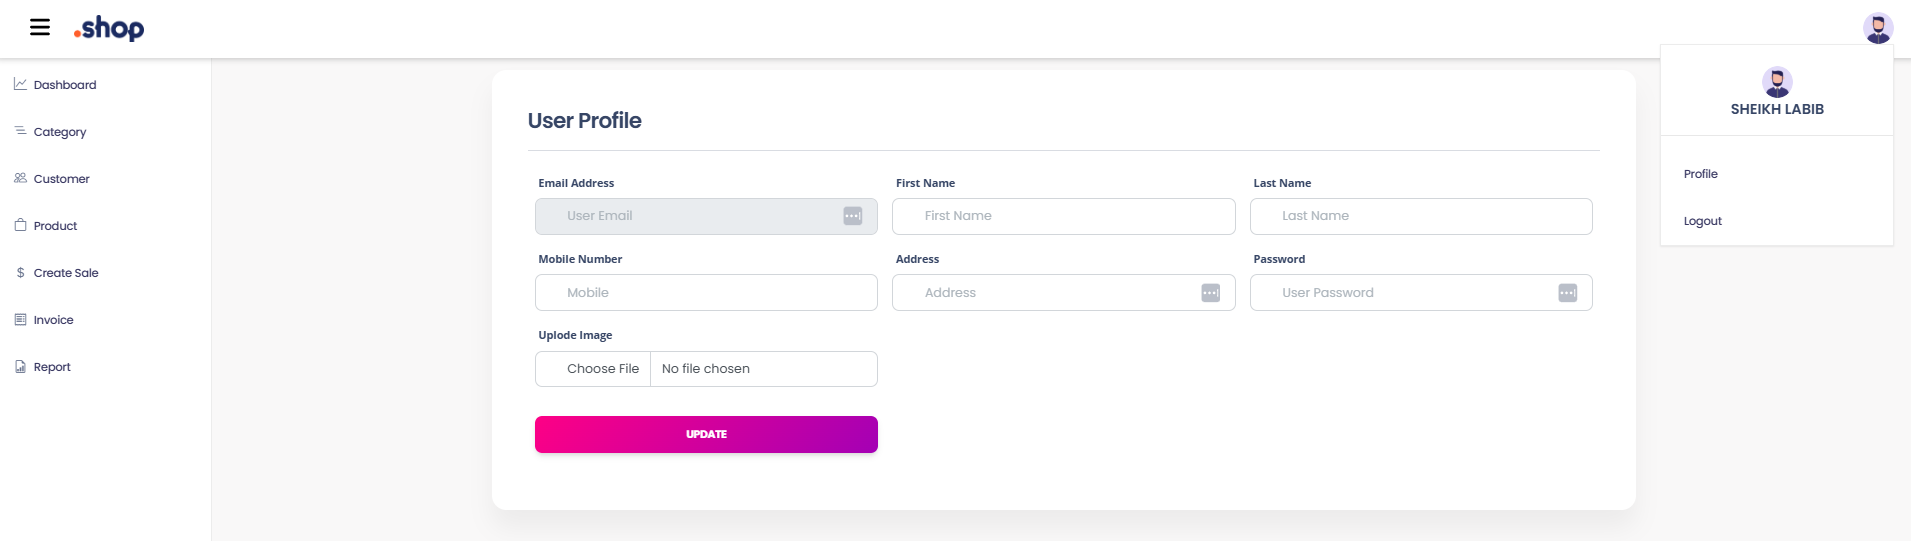 .shop
Dashboard
Category
Customer
Product
Create Sale
Invoice
Report
User Profile
Email Address
User Email
First Name
First Name
Last Name
Last Name
Mobile Number
Mobile
Address
Address
Password
User Password
Uplode Image
Choose File No file chosen
UPDATE
SHEIKH LABIB
Profile
Logout